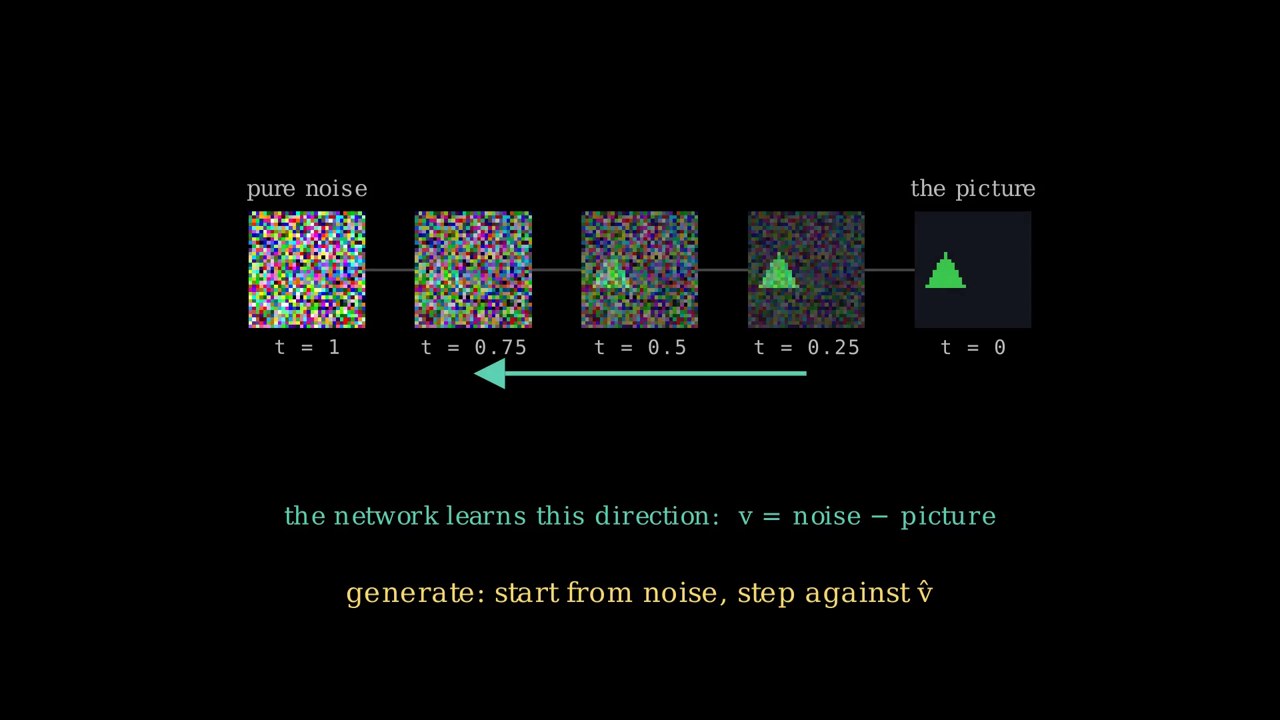 pure noise
the picture
t = 1
t = 0.75
t = 0.5
t = 0.25
t = 0
the network learns this direction:  v = noise − picture
generate: start from noise, step against v̂